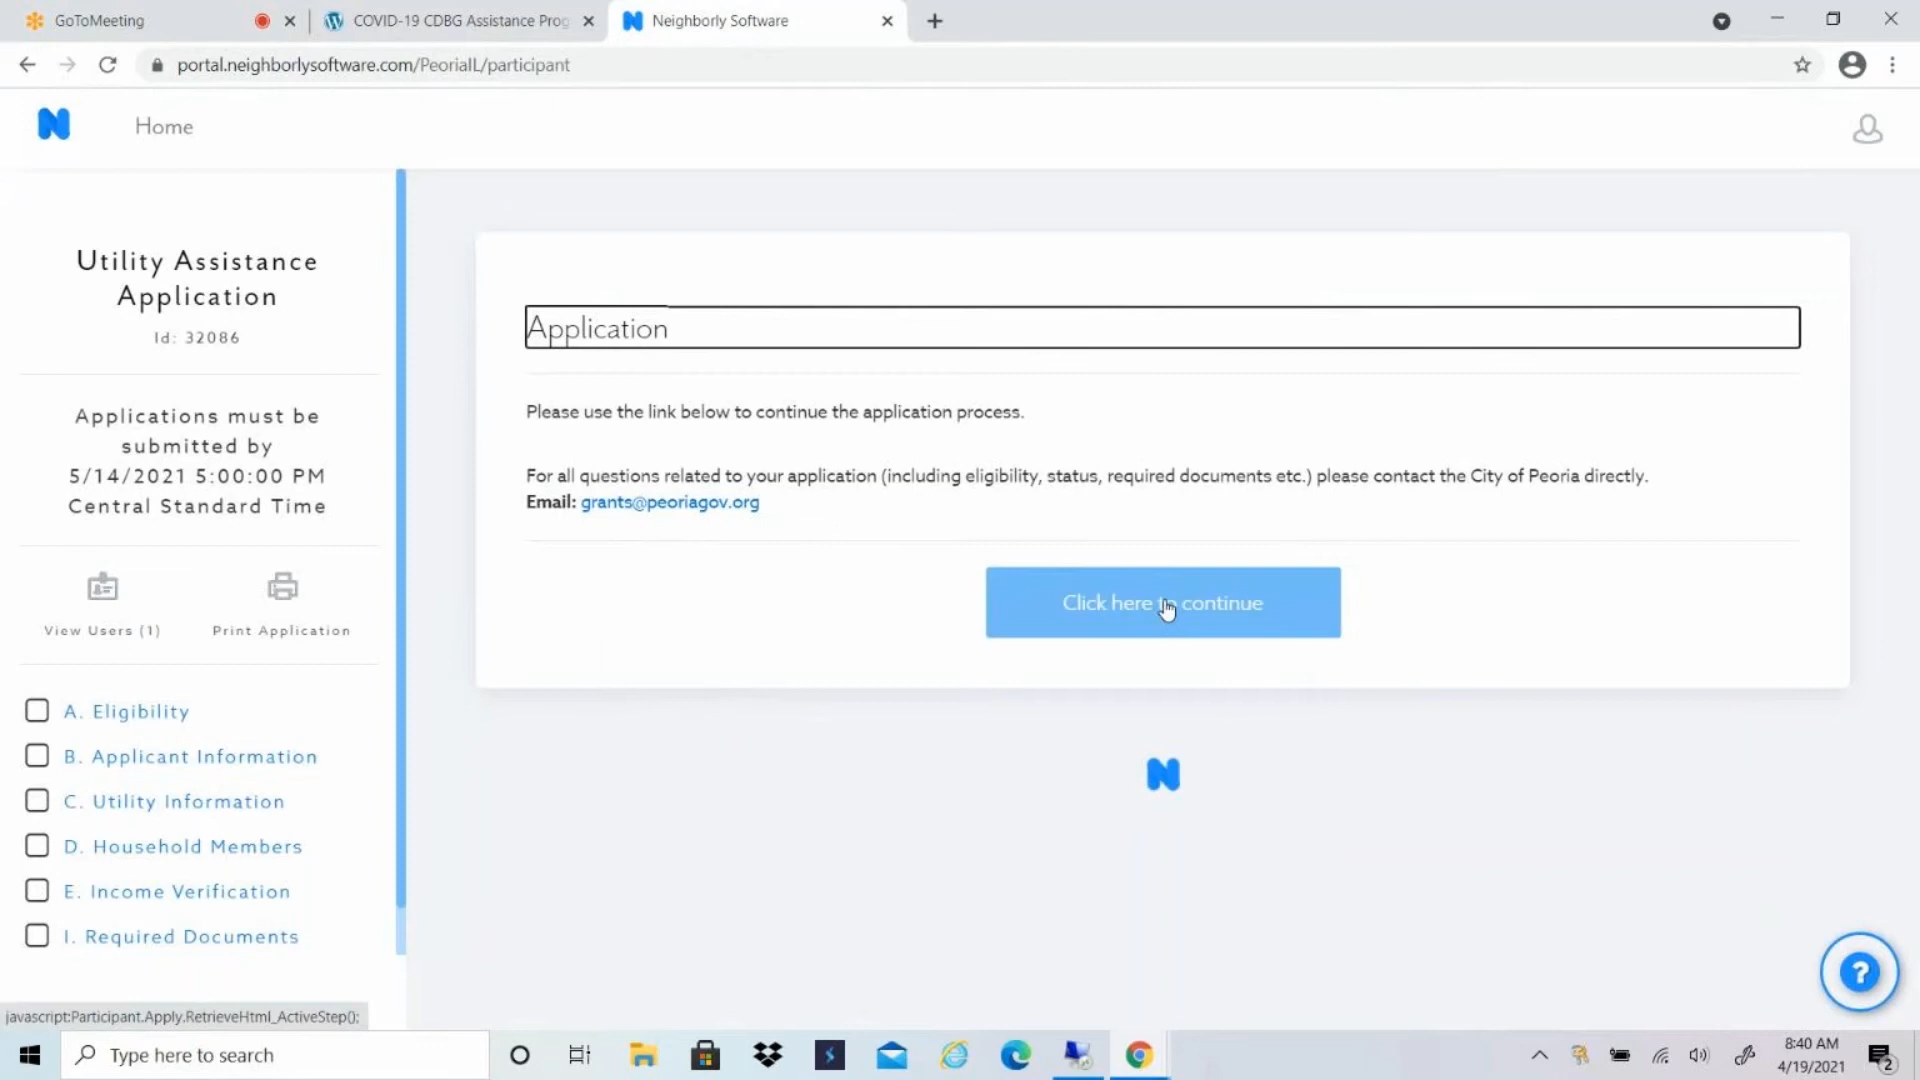 GoToMeeting
COVID-19 CDBG Assistance Prog
Neighborly Software
portal.neighborlysoftware.com/PeoriaIL/participant
N
Home
Utility Assistance
Application
Id: 32086
Applications must be
submitted by
5/14/2021 5:00:00 PM
Central Standard Time
View Users (1)
Print Application
A. Eligibility
B. Applicant Information
C. Utility Information
D. Household Members
E. Income Verification
I. Required Documents
Application
Please use the link below to continue the application process.
For all questions related to your application (including eligibility, status, required documents etc.) please contact the City of Peoria directly.
Email: grants@peoriagov.org
Click here to continue
N
?
javascript:Participant.Apply.RetrieveHtml_ActiveStep();
Type here to search
8:40 AM
4/19/2021
2